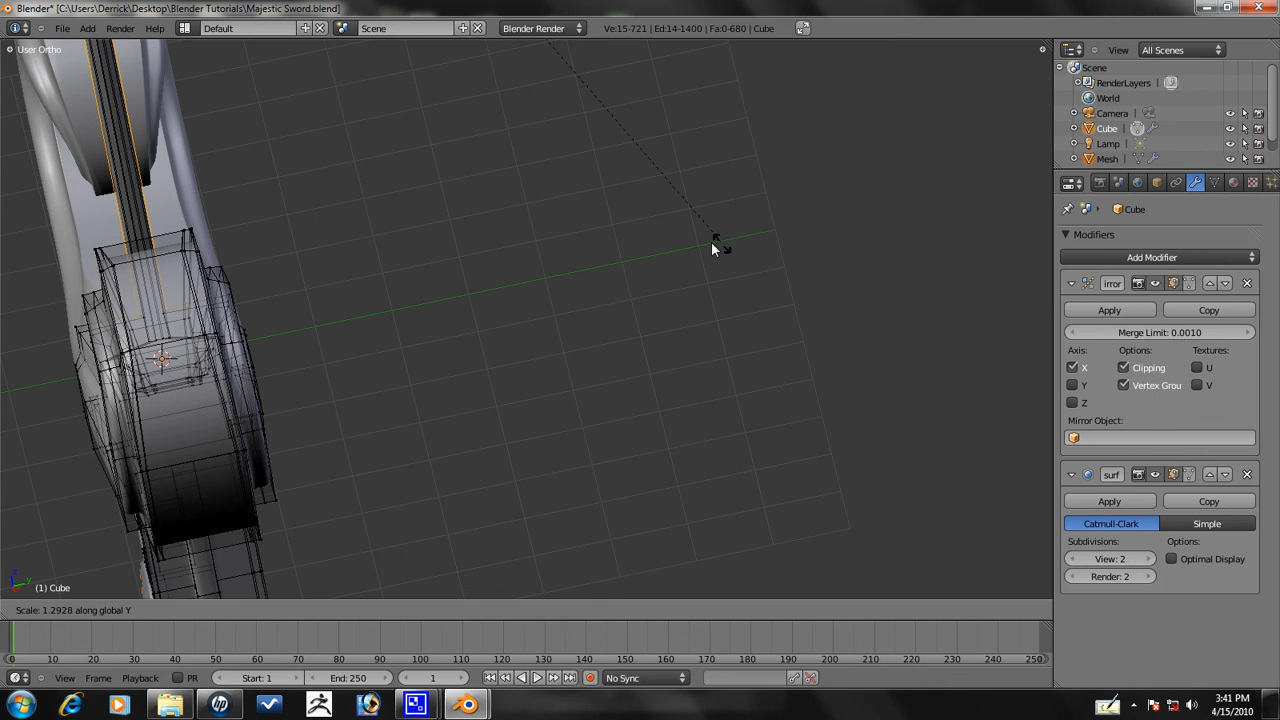 Blender* [C:\Users\Derrick\Desktop\Blender Tutorials\Majestic Sword.blend]
File Add Render Help Default Scene Blender Render Ve:15-721 | Ed:14-1400 | Fa:0-680 | Cube
User Ortho
View All Scenes
Scene
RenderLayers
World
Camera
Cube
Lamp
Mesh
Cube
Modifiers
Add Modifier
irror
Apply Copy
Merge Limit: 0.0010
Axis: Options: Textures:
X Clipping U
Y Vertex Grou V
Z
Mirror Object:
surf
Apply Copy
Catmull-Clark Simple
Subdivisions: Options:
View: 2 Optimal Display
Render: 2
z y
(1) Cube
Scale: 1.2928 along global Y
0 10 20 30 40 50 60 70 80 90 100 110 120 130 140 150 160 170 180 190 200 210 220 230 240 250
View Frame Playback PR Start: 1 End: 250 1 No Sync
3:41 PM
4/15/2010